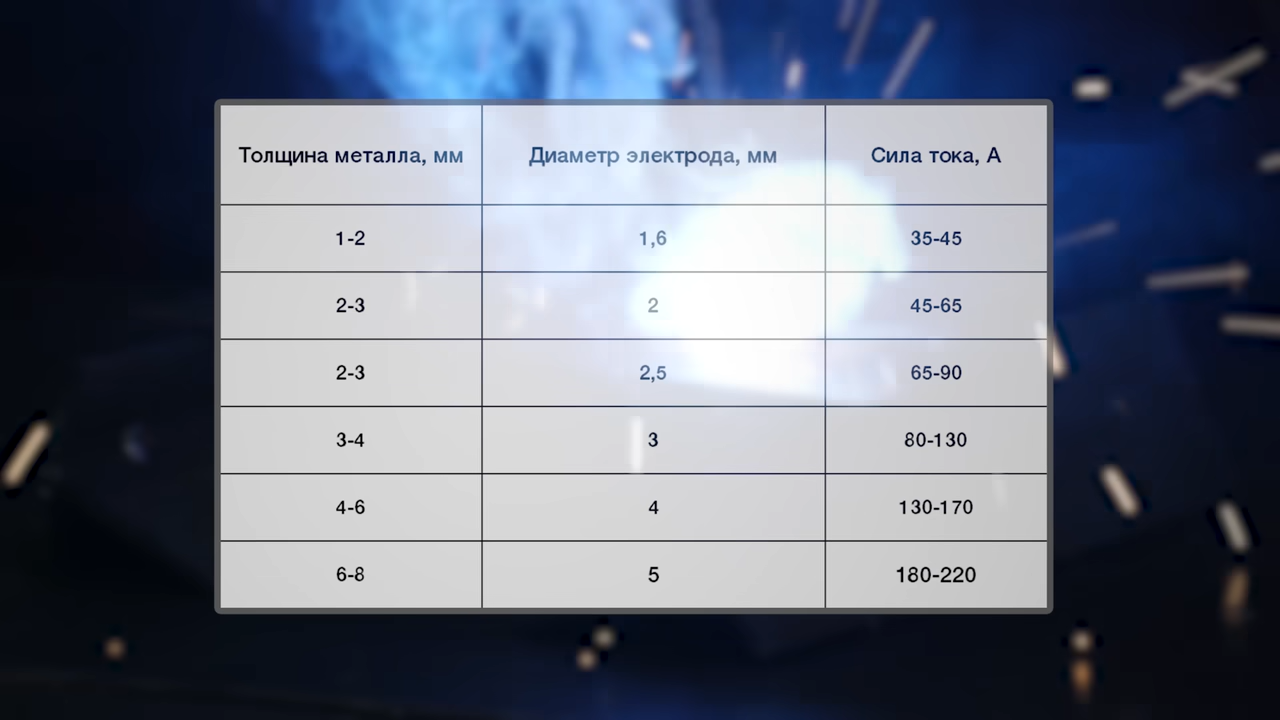 Толщина металла, мм Диаметр электрода, мм Сила тока, А
1-2 1,6 35-45
2-3 2 45-65
2-3 2,5 65-90
3-4 3 80-130
4-6 4 130-170
6-8 5 180-220